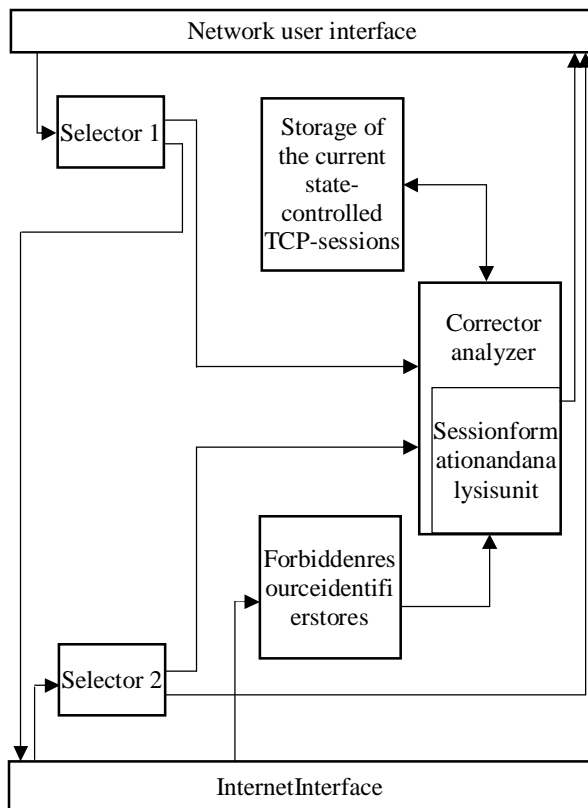 Network user interface
Selector 1
Storage of
the current
state-
controlled
TCP-sessions
Corrector
analyzer
Sessionform
ationandana
lysisunit
Forbiddenres
ourceidentifi
erstores
Selector 2
InternetInterface